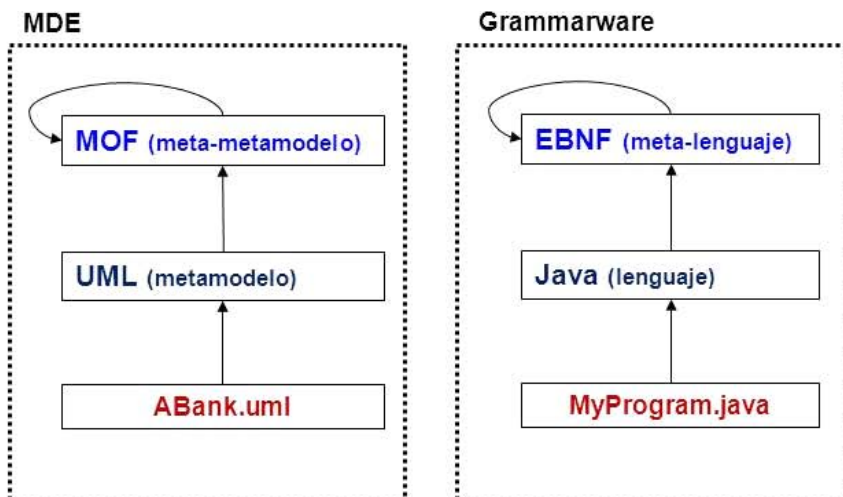 MDE
MOF (meta-metamodelo)
UML (metamodelo)
ABank.uml
Grammarware
EBNF (meta-lenguaje)
Java (lenguaje)
MyProgram.java